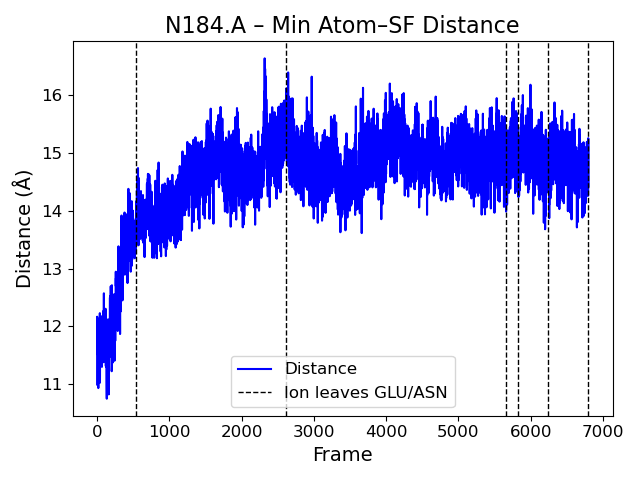 N184.A – Min Atom–SF Distance
16
15
14
13
12
11
Distance (Å)
Distance
Ion leaves GLU/ASN
0 1000 2000 3000 4000 5000 6000 7000
Frame